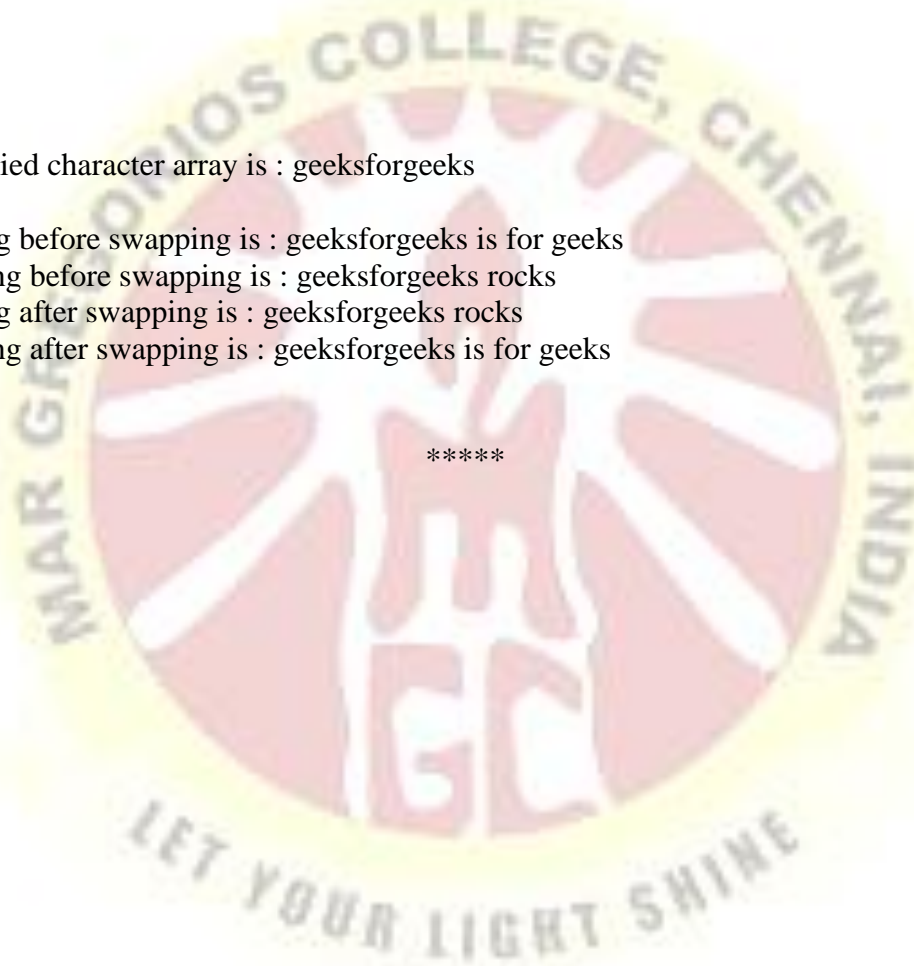 ied character array is : geeksforgeeks
g before swapping is : geeksforgeeks is for geeks
ng before swapping is : geeksforgeeks rocks
g after swapping is : geeksforgeeks rocks
ng after swapping is : geeksforgeeks is for geeks
*****
MAR GREGORIOS COLLEGE, CHENNAI, INDIA
MGC
LET YOUR LIGHT SHINE